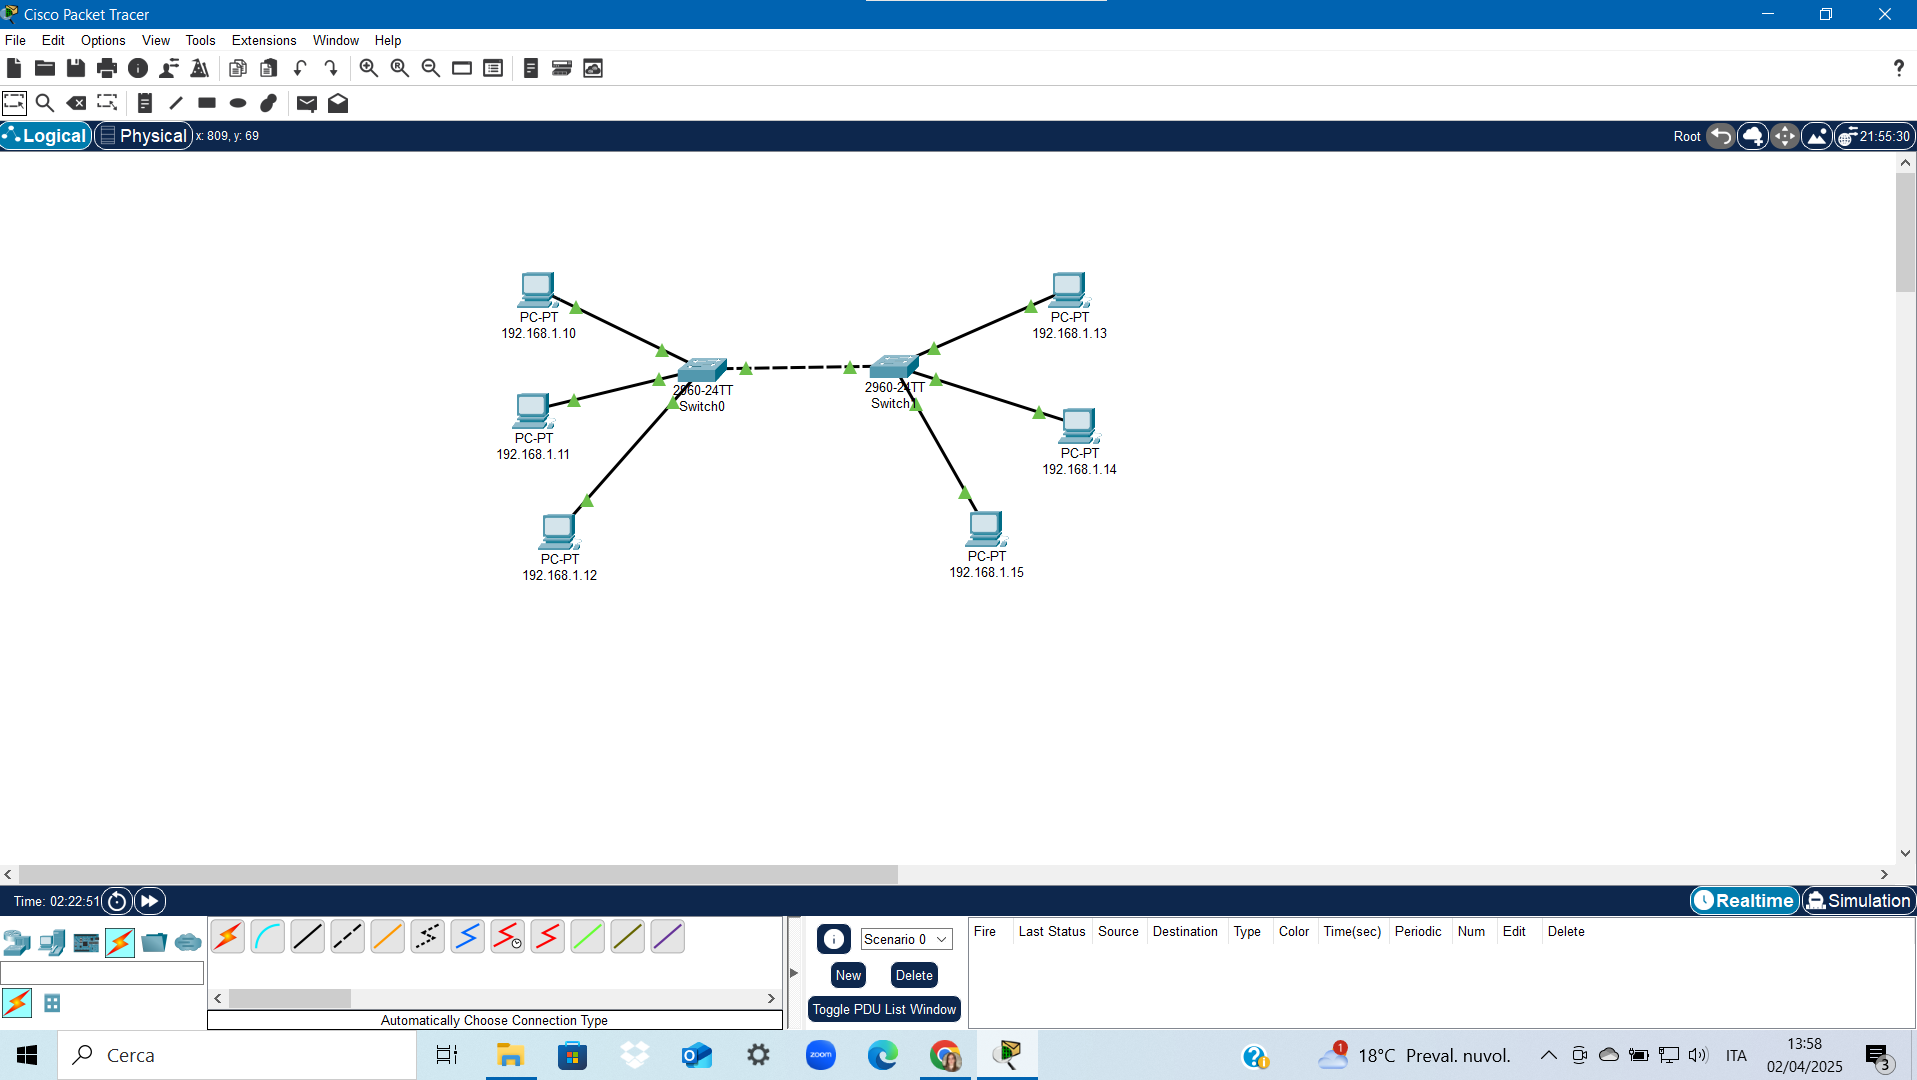 Cisco Packet Tracer
File Edit Options View Tools Extensions Window Help
?
Logical Physical x: 809, y: 69 Root 21:55:30
PC-PT
192.168.1.10
PC-PT
192.168.1.13
2960-24TT
Switch0
2960-24TT
Switch1
PC-PT
192.168.1.11
PC-PT
192.168.1.14
PC-PT
192.168.1.12
PC-PT
192.168.1.15
Time: 02:22:51 Realtime Simulation
Scenario 0
New Delete
Toggle PDU List Window
Fire Last Status Source Destination Type Color Time(sec) Periodic Num Edit Delete
Automatically Choose Connection Type
Cerca
zoom
1
18°C Preval. nuvol.
ITA
13:58
02/04/2025
3